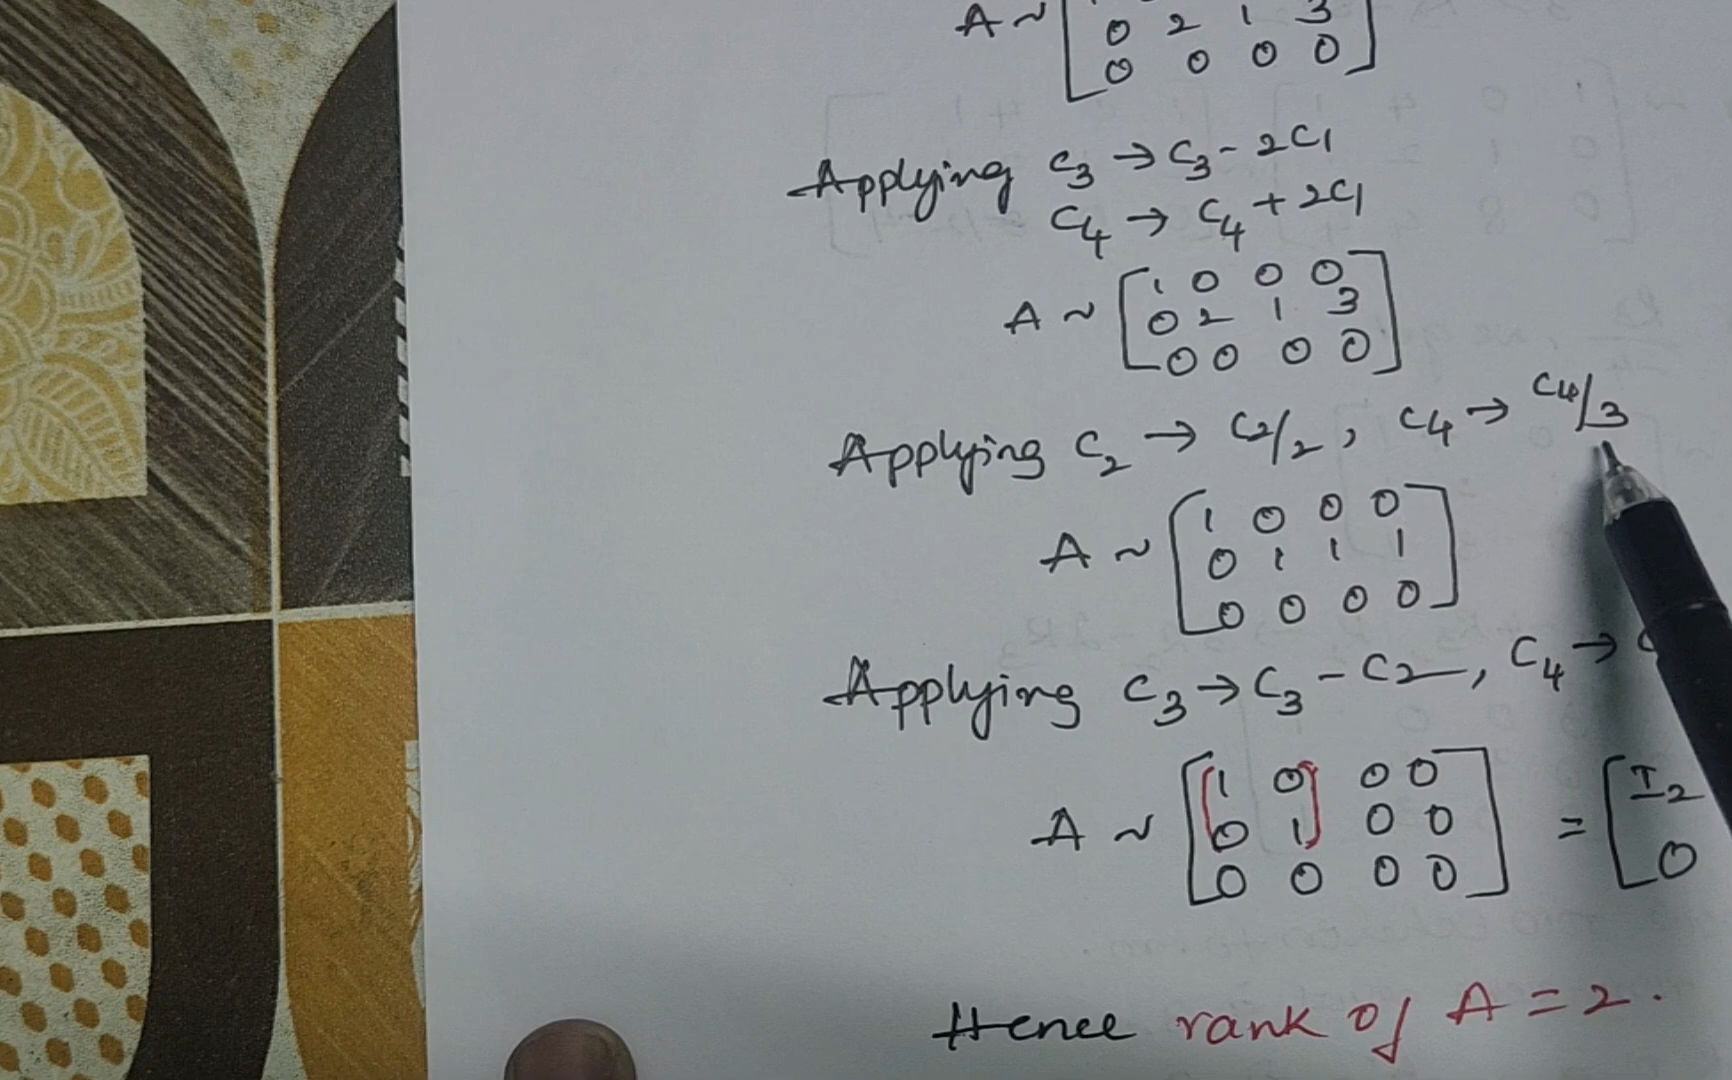 A ~ [
0 2 1 3
0 0 0 0 ]
Applying C3 → C3 - 2C1
C4 → C4 + 2C1
[ 1 0 0 0
A ~ 0 2 1 3
0 0 0 0 ]
Applying C2 → C2/2 , C4 → C4/3
[ 1 0 0 0
A ~ 0 1 1 1
0 0 0 0 ]
Applying C3 → C3 - C2 , C4 →
[ 1 0 0 0
A ~ 0 1 0 0 = [ I2
0 0 0 0 ] 0
Hence rank of A = 2 .